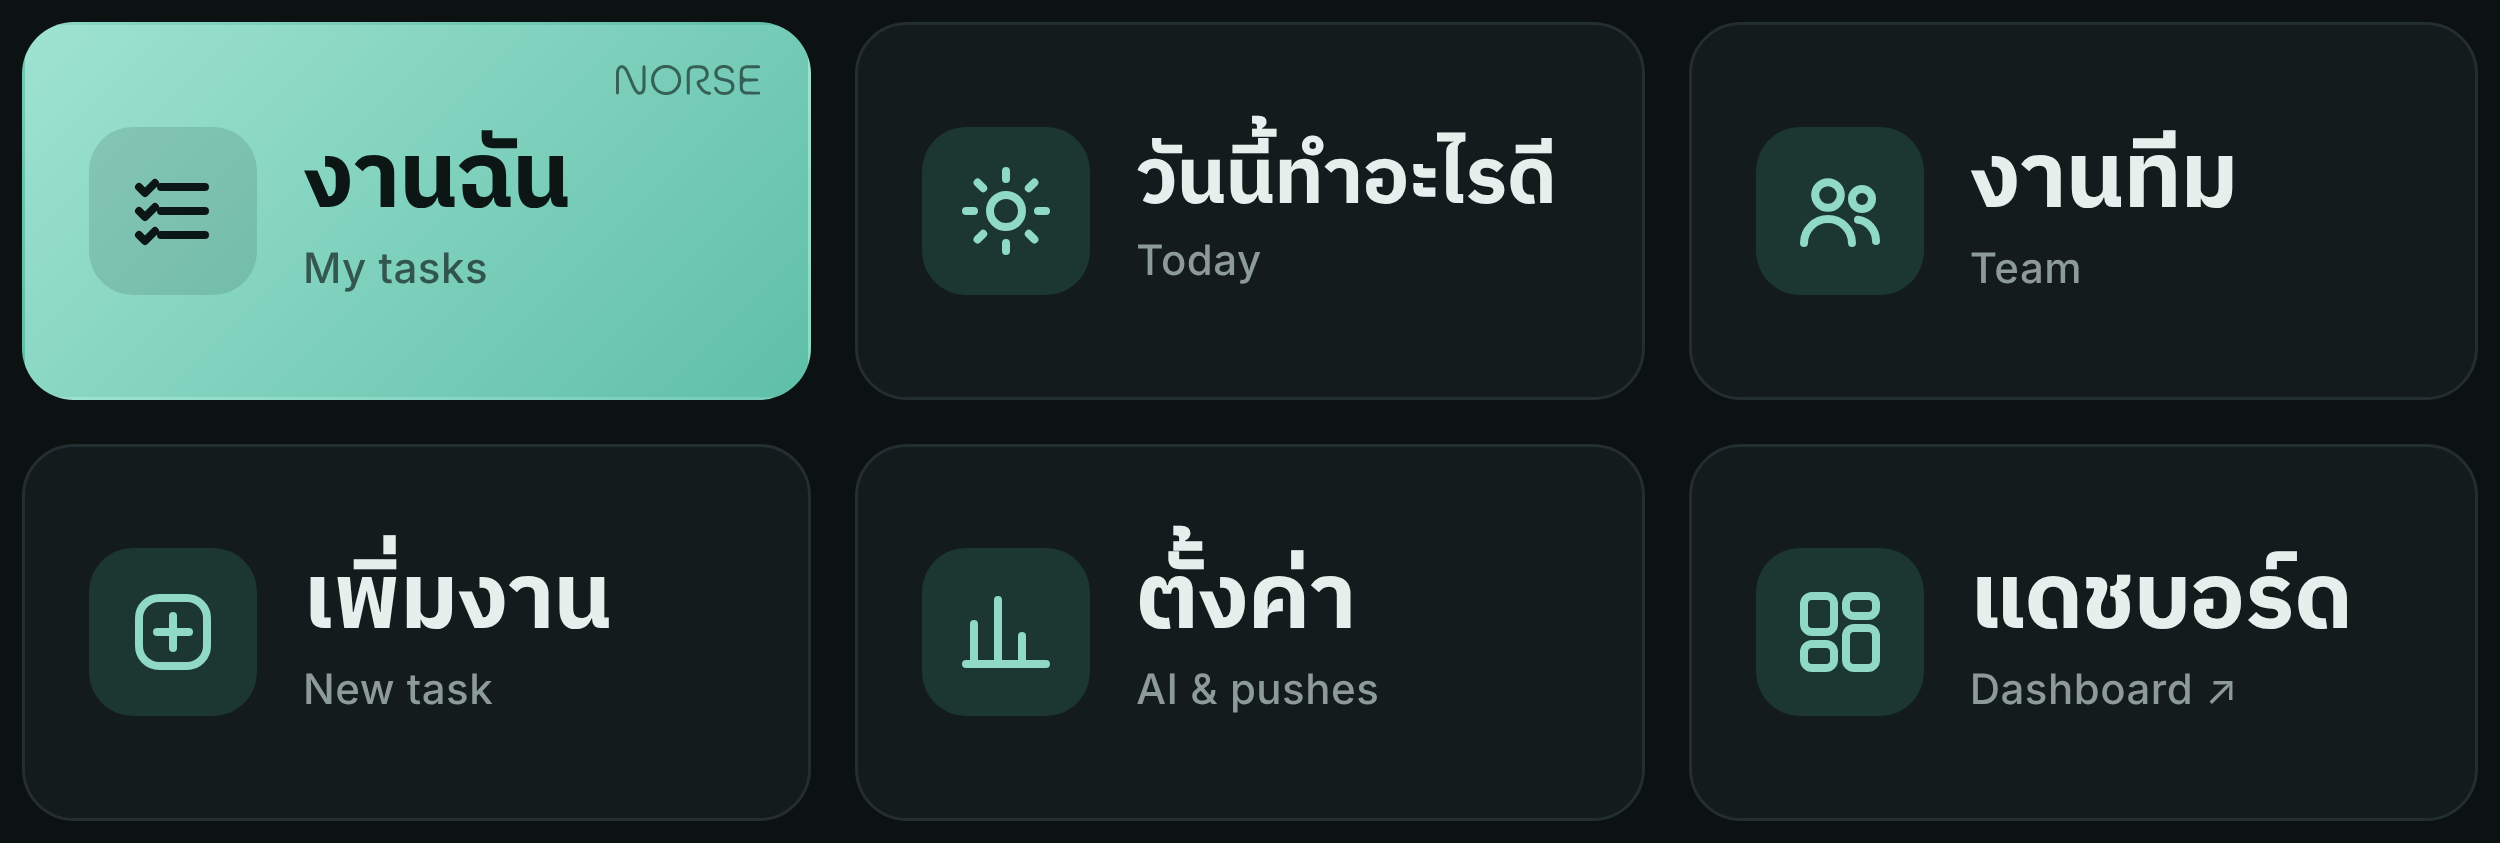 NORSE
งานฉัน
My tasks
วันนี้ทำอะไรดี
Today
งานทีม
Team
เพิ่มงาน
New task
ตั้งค่า
AI & pushes
แดชบอร์ด
Dashboard ↗